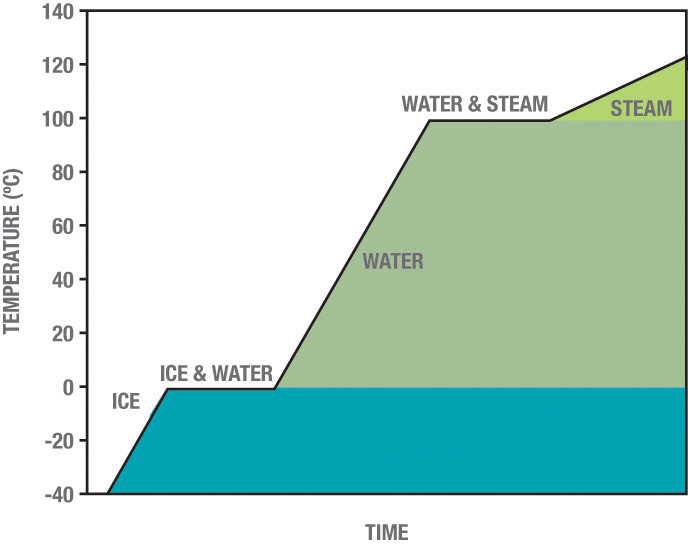 140
120
100
80
60
40
20
0
-20
-40
TEMPERATURE (ºC)
WATER & STEAM
STEAM
WATER
ICE & WATER
ICE
TIME